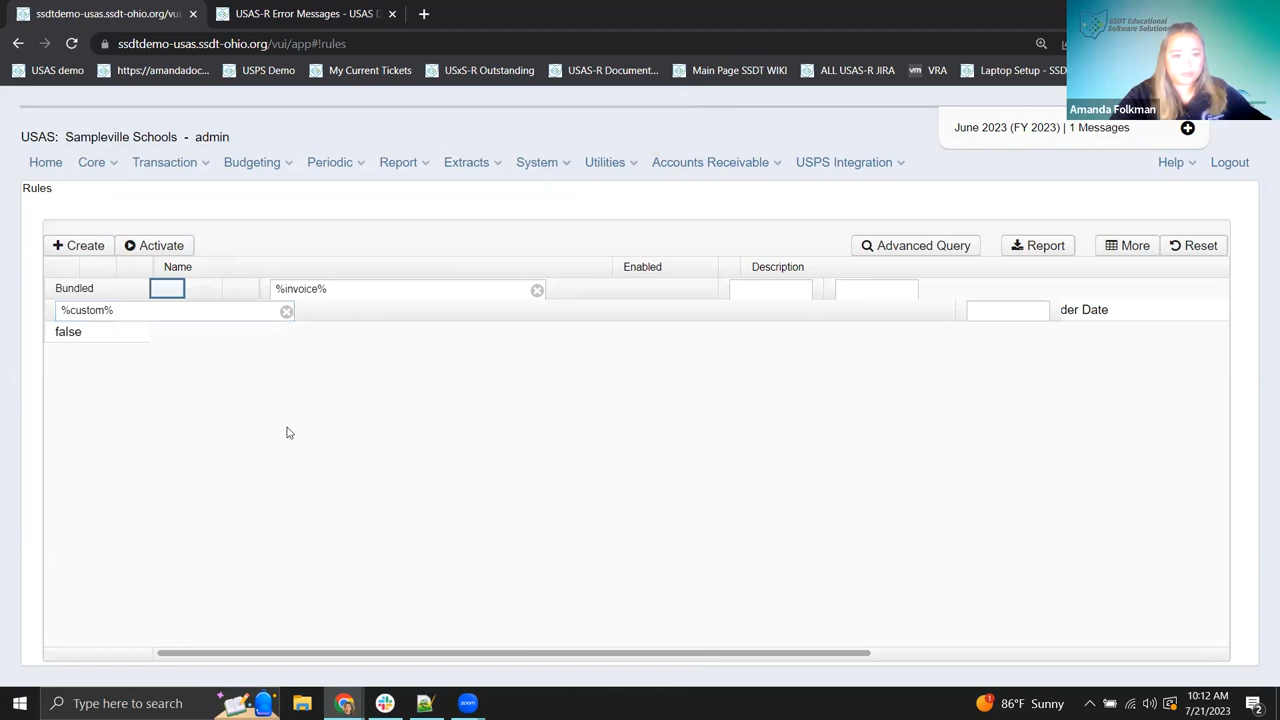 ssdtdemo-usas.ssdt-ohio.org/vui
USAS-R Error Messages - USAS D
ssdtdemo-usas.ssdt-ohio.org/vui/app#!rules
USAS demo
https://amandadoc...
USPS Demo
My Current Tickets
USxS-R Outstanding
USAS-R Document...
Main Page SSDT WIKI
ALL USAS-R JIRA
vm VRA
Laptop Setup - SSD
SSDT Educational
Software Solutions
Amanda Folkman
USAS: Sampleville Schools - admin
June 2023 (FY 2023) | 1 Messages
Home
Core
Transaction
Budgeting
Periodic
Report
Extracts
System
Utilities
Accounts Receivable
USPS Integration
Help
Logout
Rules
Create
Activate
Advanced Query
Report
More
Reset
Name
Enabled
Description
Bundled
%invoice%
%custom%
der Date
false
Type here to search
zoom
1
86°F Sunny
10:12 AM
7/21/2023
2